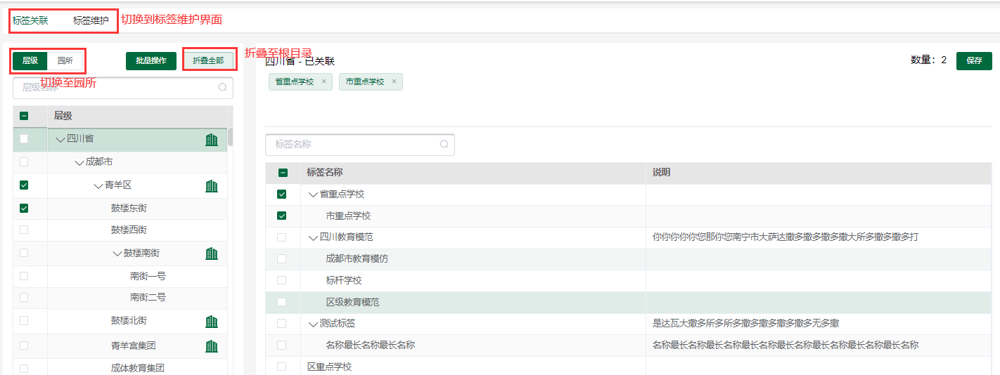 标签关联 标签维护 切换到标签维护界面
层级 园所 批量操作 折叠全部 折叠至根目录
切换至园所
层级名称
层级
四川省
成都市
青羊区
鼓楼东街
鼓楼西街
鼓楼南街
南街一号
南街二号
鼓楼北街
青羊宫集团
成体教育集团
四川省 - 已关联 数量：2 保存
省重点学校 × 市重点学校 ×
标签名称
标签名称 说明
省重点学校
市重点学校
四川教育模范 你你你你你您那你您南宁市大萨达撒多撒多撒多撒大所多撒多撒多打
成都市教育模仿
标杆学校
区级教育模范
测试标签 是达瓦大撒多所多所多撒多撒多撒多撒多无多撒
名称最长名称最长名称 名称最长名称最长名称最长名称最长名称最长名称最长名称最长名称
区重点学校